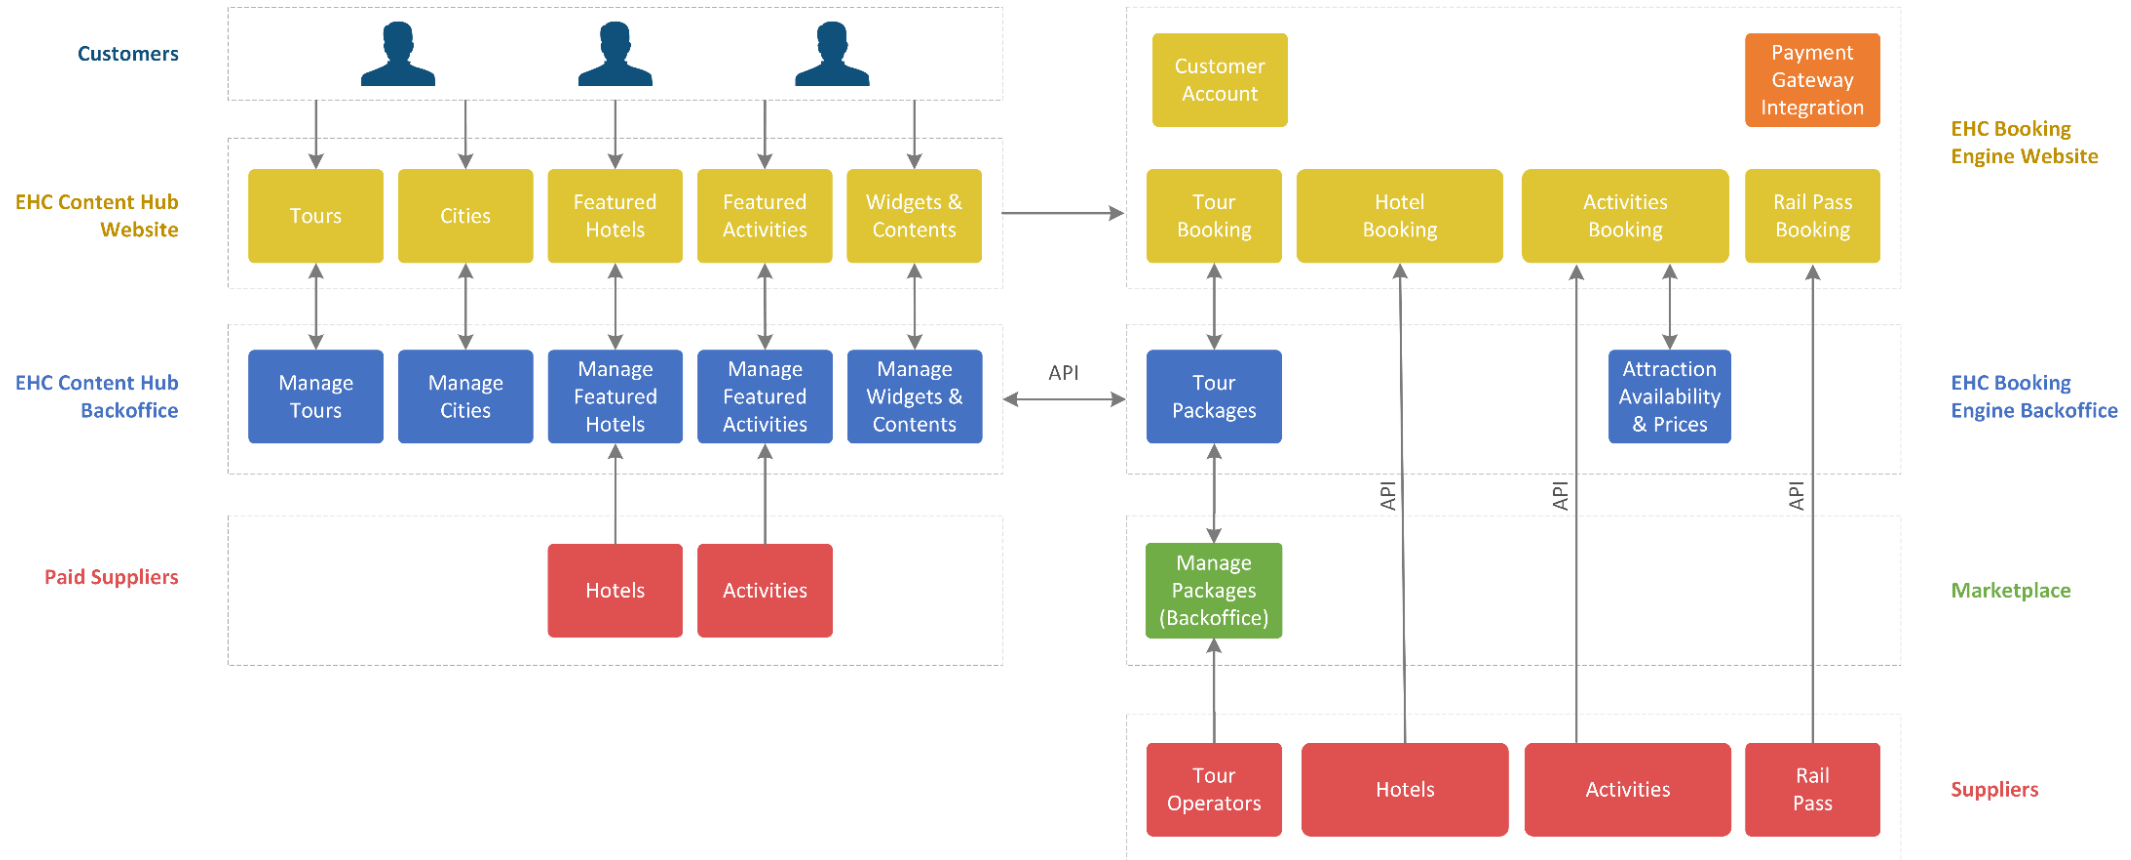 Customers
EHC Content Hub
Website
Tours
Cities
Featured
Hotels
Featured
Activities
Widgets &
Contents
EHC Content Hub
Backoffice
Manage
Tours
Manage
Cities
Manage
Featured
Hotels
Manage
Featured
Activities
Manage
Widgets &
Contents
Paid Suppliers
Hotels
Activities
API
Customer
Account
Payment
Gateway
Integration
EHC Booking
Engine Website
Tour
Booking
Hotel
Booking
Activities
Booking
Rail Pass
Booking
Tour
Packages
Attraction
Availability
& Prices
EHC Booking
Engine Backoffice
API
API
API
Manage
Packages
(Backoffice)
Marketplace
Tour
Operators
Hotels
Activities
Rail
Pass
Suppliers